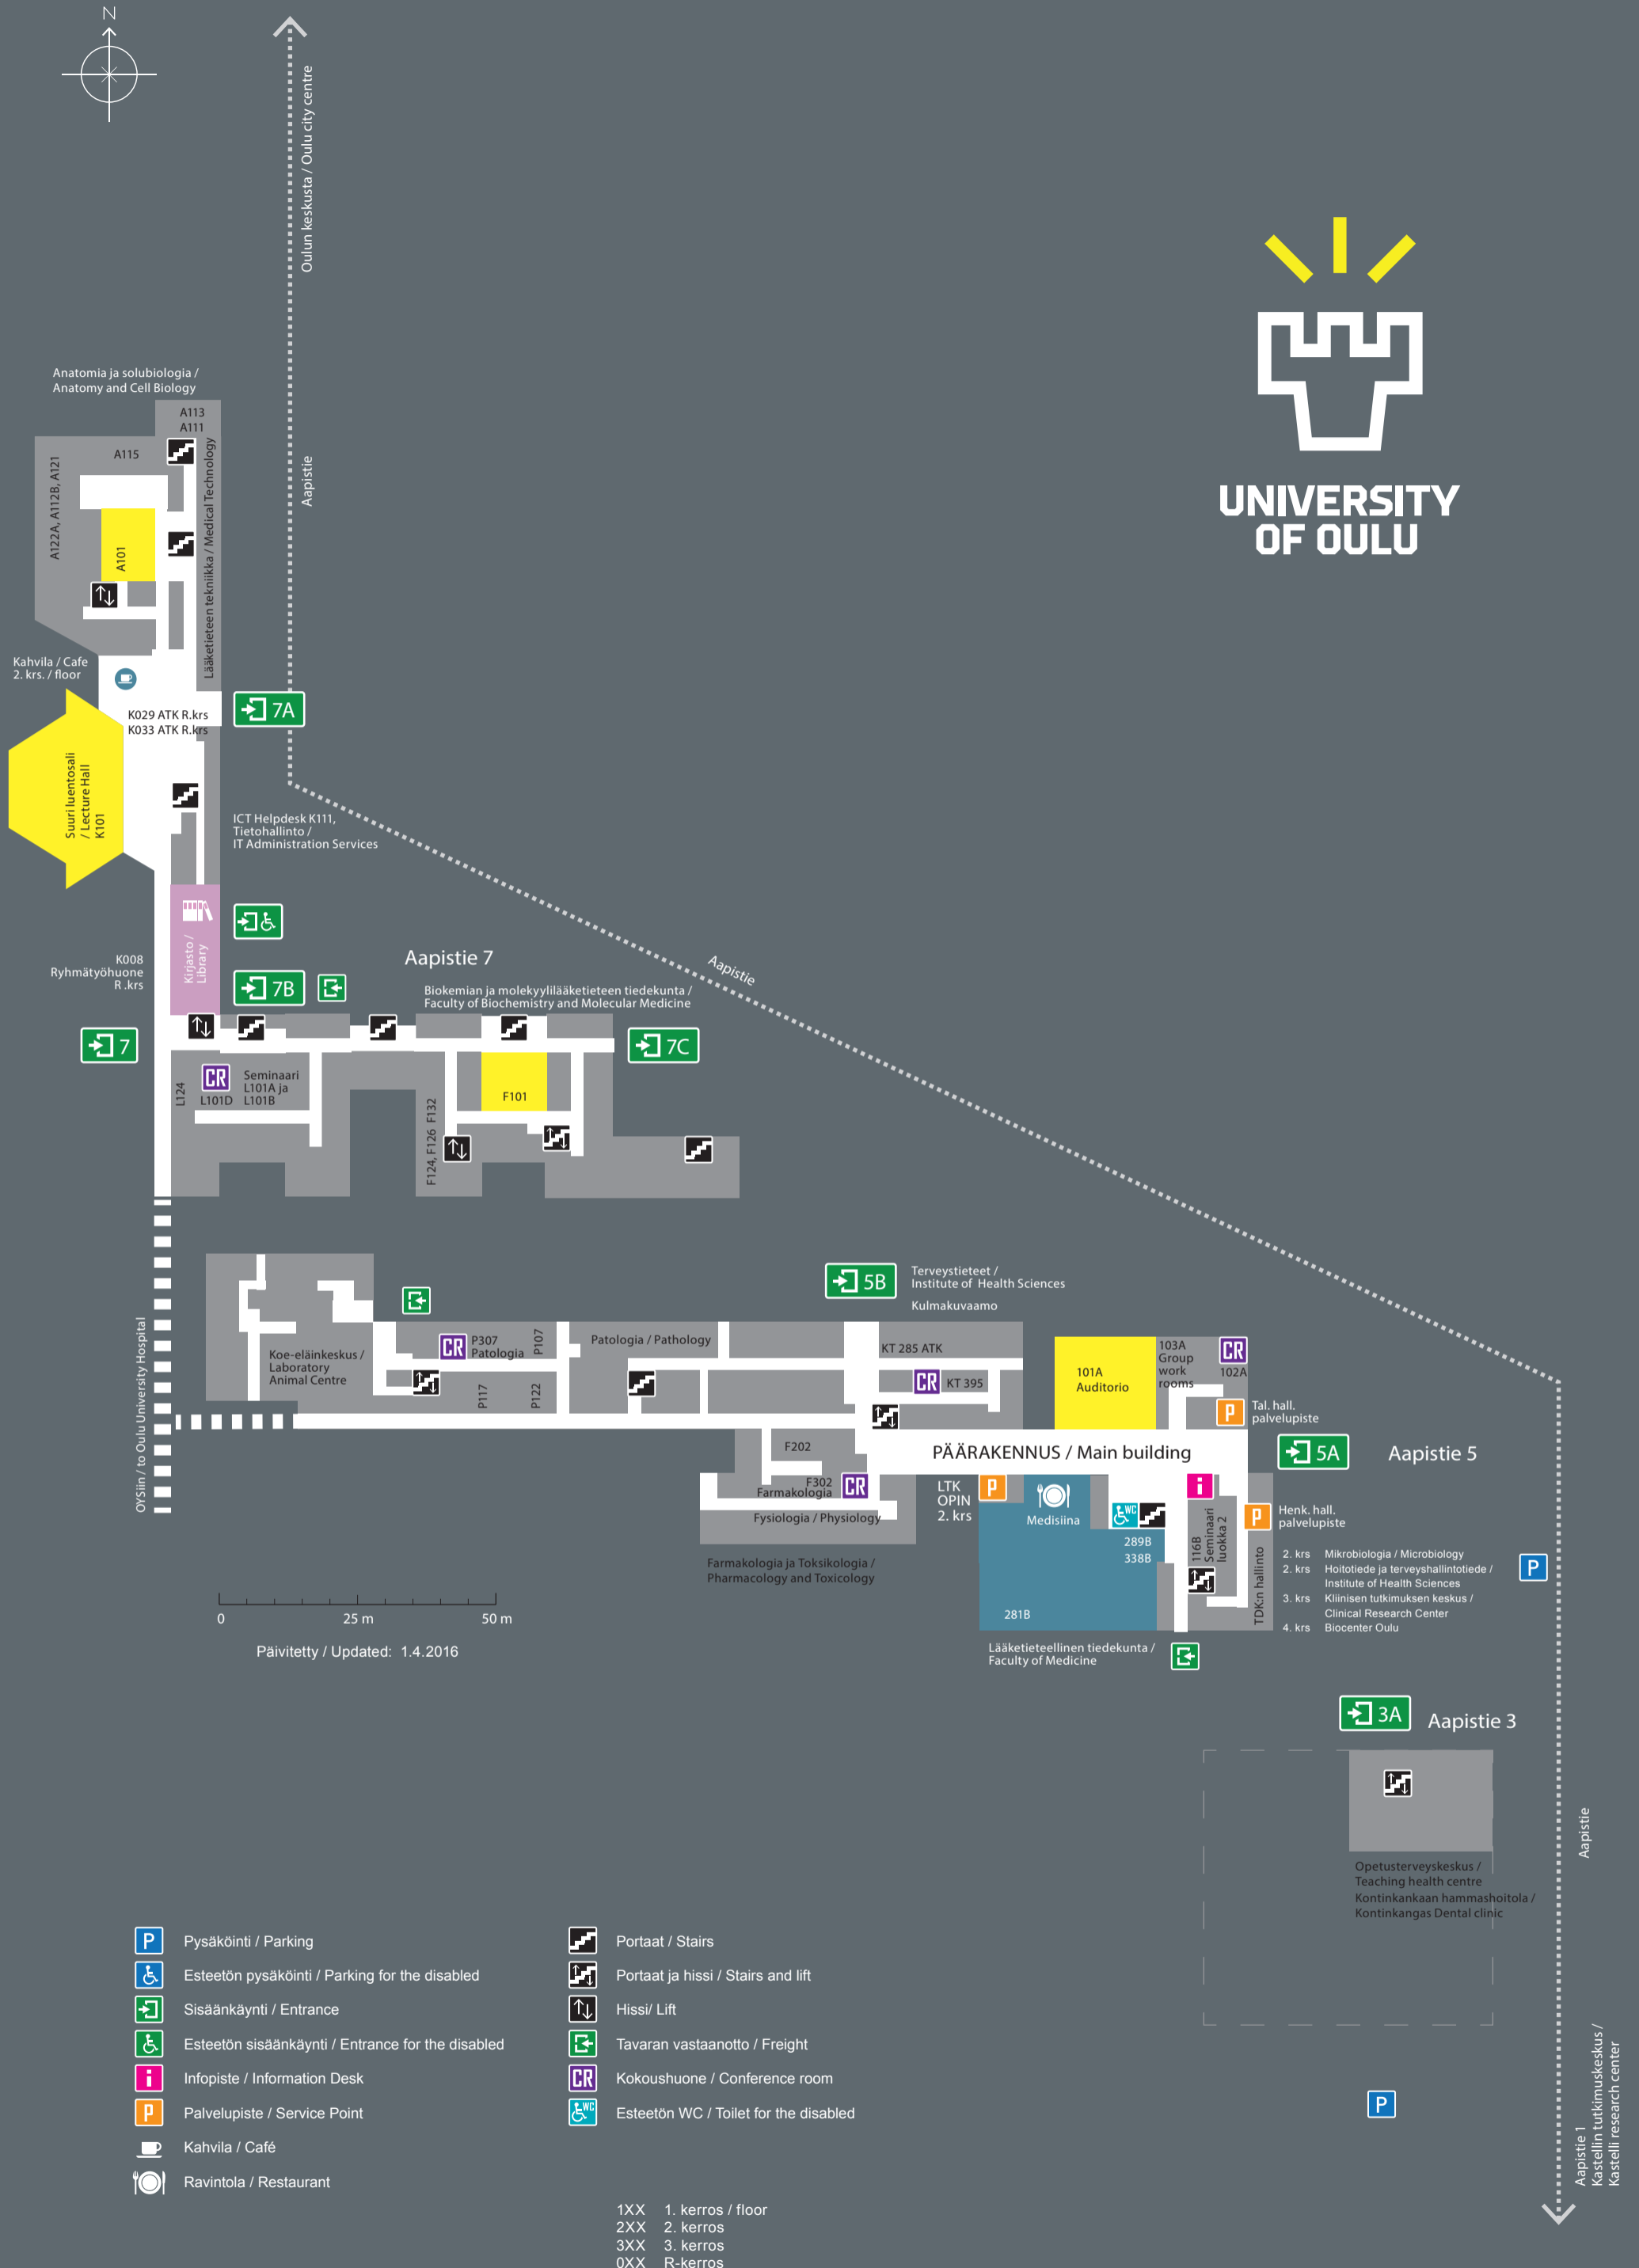 N
Oulun keskusta / Oulu city centre
Aapistie
UNIVERSITY
OF OULU
Anatomia ja solubiologia /
Anatomy and Cell Biology
A113
A111
A115
A122A, A112B, A121
A101
Lääketieteen tekniikka / Medical Technology
Kahvila / Cafe
2. krs. / floor
K029 ATK R.krs
K033 ATK R.krs
7A
Suuri luentosali
/ Lecture Hall
K101
ICT Helpdesk K111,
Tietohallinto /
IT Administration Services
Kirjasto /
Library
K008
Ryhmätyöhuone
R .krs
7B
Aapistie 7
Biokemian ja molekyylilääketieteen tiedekunta /
Faculty of Biochemistry and Molecular Medicine
Aapistie
7
7C
L124
CR
L101D
Seminaari
L101A ja
L101B
F101
F124, F126 F132
OYSiin / to Oulu University Hospital
5B
Terveystieteet /
Institute of Health Sciences
Kulmakuvaamo
Koe-eläinkeskus /
Laboratory
Animal Centre
CR
P307
Patologia
P107
P117
P122
Patologia / Pathology
KT 285 ATK
CR
KT 395
101A
Auditorio
103A
Group
work
rooms
CR
102A
P
Tal. hall.
palvelupiste
PÄÄRAKENNUS / Main building
5A
Aapistie 5
F202
F302
Farmakologia
CR
Fysiologia / Physiology
Farmakologia ja Toksikologia /
Pharmacology and Toxicology
LTK
OPIN
2. krs
P
Medisiina
WC
289B
338B
281B
i
116B
Seminaari
luokka 2
P
Henk. hall.
palvelupiste
TDK:n hallinto
2. krs Mikrobiologia / Microbiology
2. krs Hoitotiede ja terveyshallintotiede /
Institute of Health Sciences
3. krs Kliinisen tutkimuksen keskus /
Clinical Research Center
4. krs Biocenter Oulu
P
Lääketieteellinen tiedekunta /
Faculty of Medicine
0 25 m 50 m
Päivitetty / Updated: 1.4.2016
3A
Aapistie 3
Opetusterveyskeskus /
Teaching health centre
Kontinkankaan hammashoitola /
Kontinkangas Dental clinic
Aapistie
P
Aapistie 1
Kastellin tutkimuskeskus /
Kastelli research center
P Pysäköinti / Parking
Esteetön pysäköinti / Parking for the disabled
Sisäänkäynti / Entrance
Esteetön sisäänkäynti / Entrance for the disabled
i Infopiste / Information Desk
P Palvelupiste / Service Point
Kahvila / Café
Ravintola / Restaurant
Portaat / Stairs
Portaat ja hissi / Stairs and lift
Hissi/ Lift
Tavaran vastaanotto / Freight
CR Kokoushuone / Conference room
WC Esteetön WC / Toilet for the disabled
1XX 1. kerros / floor
2XX 2. kerros
3XX 3. kerros
0XX R-kerros